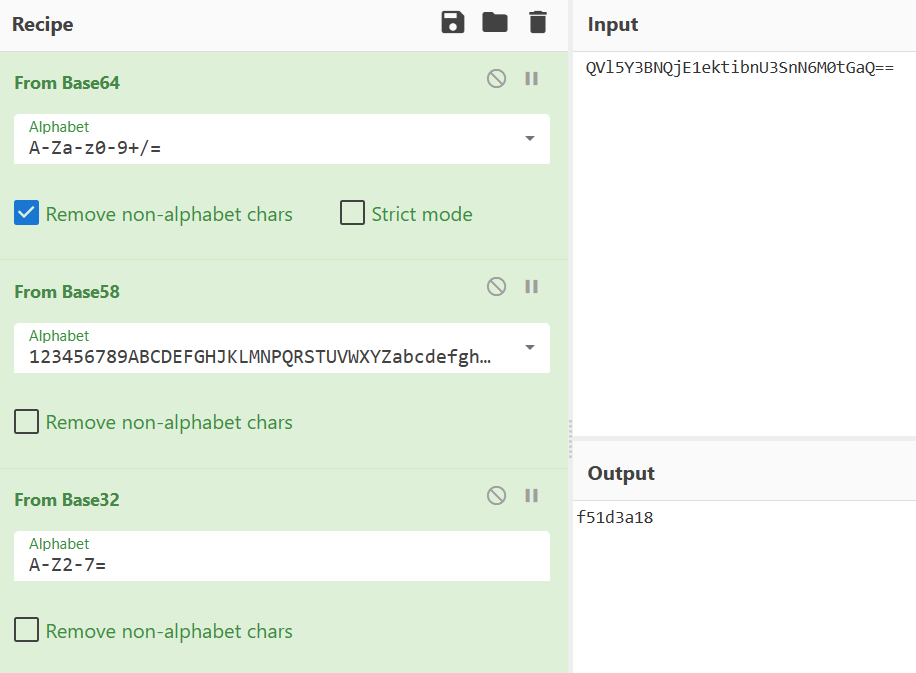 Recipe
From Base64
Alphabet
A-Za-z0-9+/=
Remove non-alphabet chars
Strict mode
From Base58
Alphabet
123456789ABCDEFGHJKLMNPQRSTUVWXYZabcdefgh…
Remove non-alphabet chars
From Base32
Alphabet
A-Z2-7=
Remove non-alphabet chars
Input
QVl5Y3BNQjE1ektibnU3SnN6M0tGaQ==
Output
f51d3a18